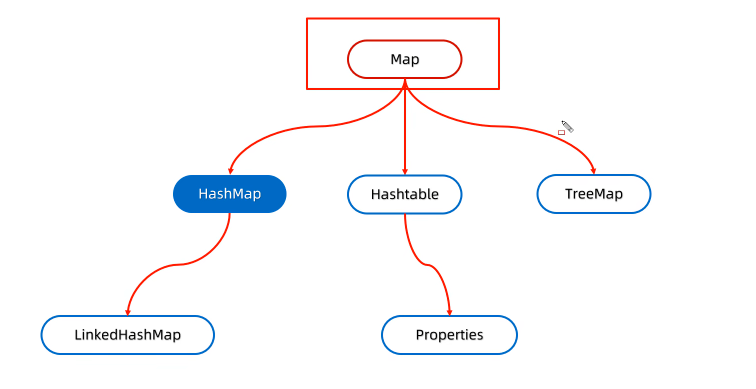 Map
HashMap
Hashtable
TreeMap
LinkedHashMap
Properties